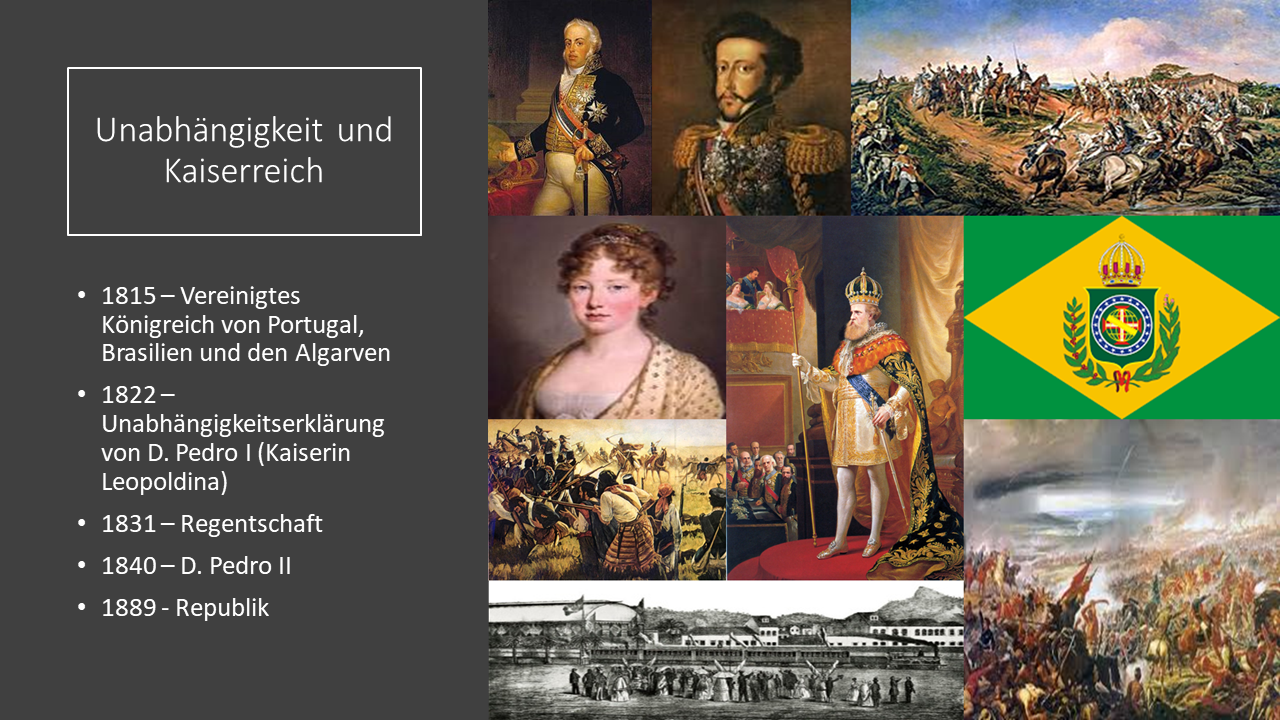 Unabhängigkeit und
Kaiserreich
• 1815 – Vereinigtes
Königreich von Portugal,
Brasilien und den Algarven
• 1822 –
Unabhängigkeitserklärung
von D. Pedro I (Kaiserin
Leopoldina)
• 1831 – Regentschaft
• 1840 – D. Pedro II
• 1889 - Republik